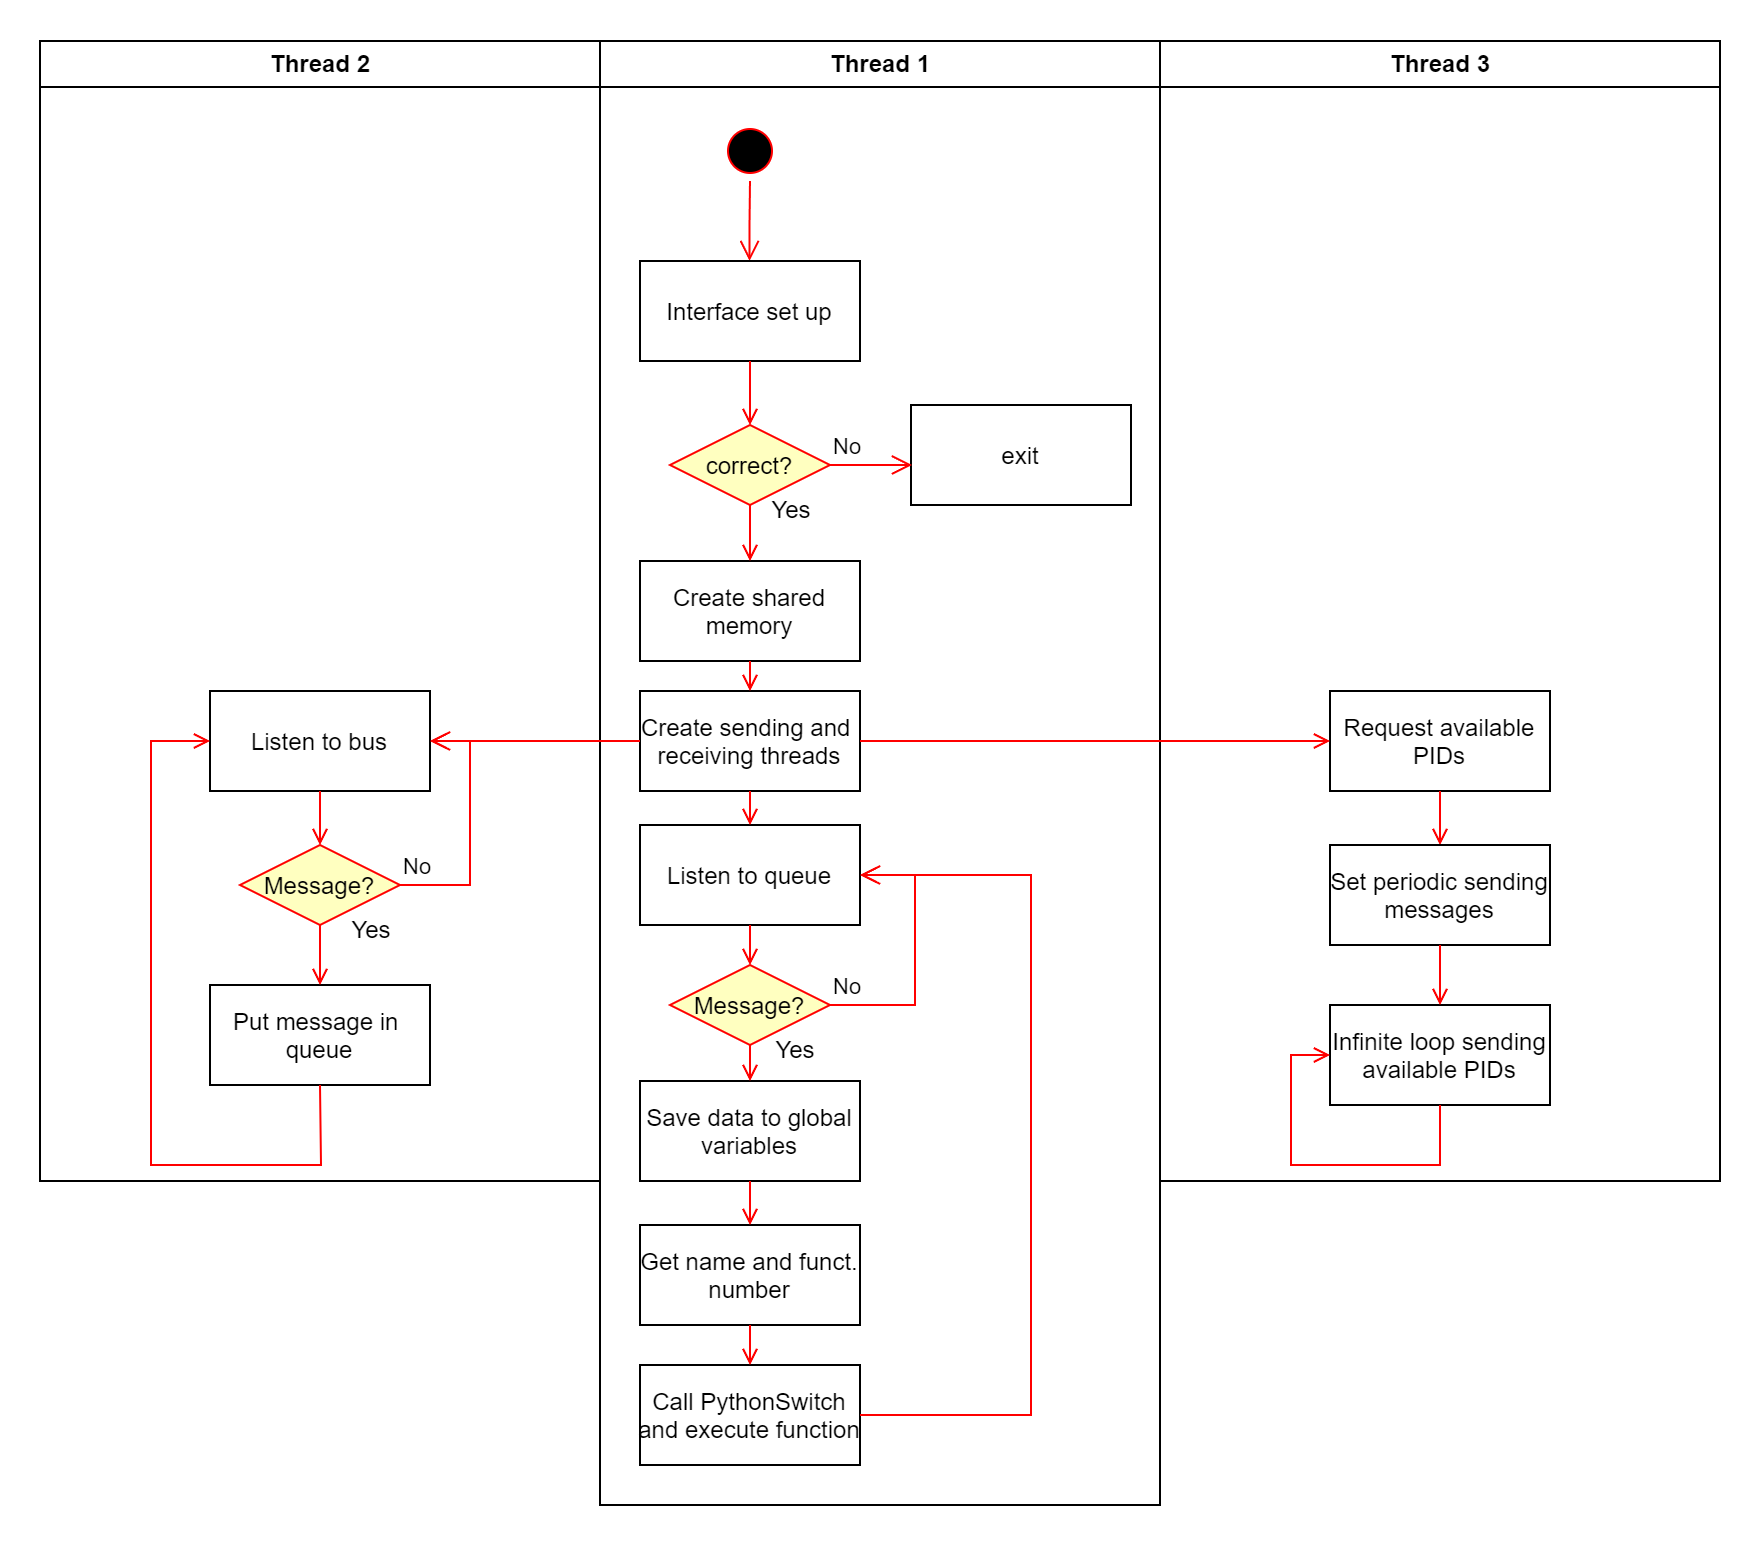 Thread 2
Thread 1
Thread 3
Interface set up
correct?
No
exit
Yes
Create shared
memory
Create sending and
receiving threads
Listen to bus
Request available
PIDs
Message?
No
Yes
Listen to queue
Set periodic sending
messages
Put message in
queue
Message?
No
Yes
Infinite loop sending
available PIDs
Save data to global
variables
Get name and funct.
number
Call PythonSwitch
and execute function